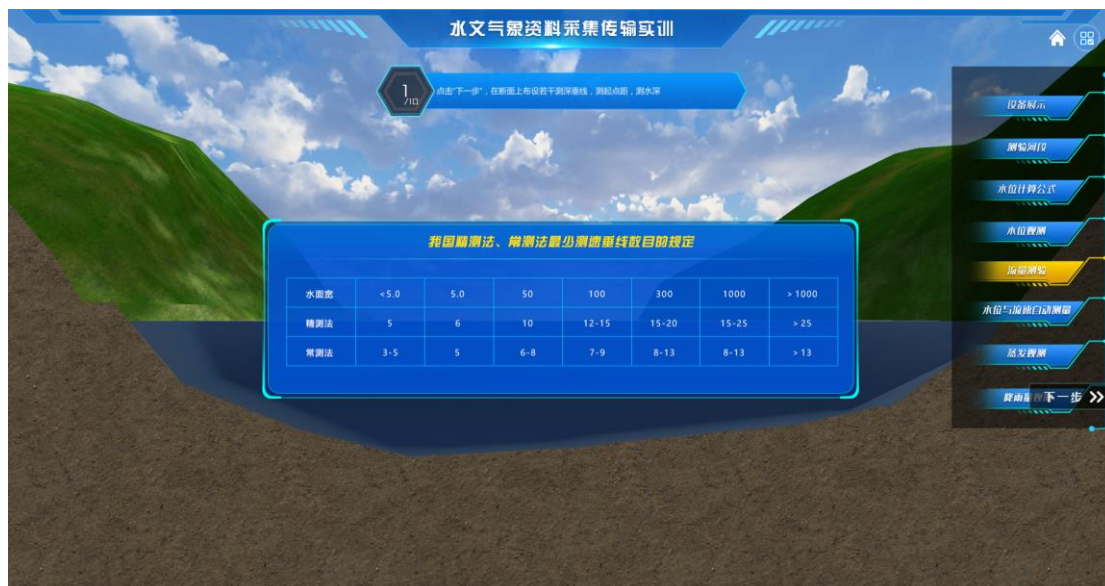 水文气象资料采集传输实训
1/10
点击“下一步”，在断面上布设若干测深垂线，测起点距，测水深
设备展示
测验河段
水位计算公式
水位观测
流量测验
水位与流速自动测量
蒸发观测
降雨量
下一步
我国精测法、常测法最少测速垂线数目的规定
水面宽 <5.0 5.0 50 100 300 1000 >1000
精测法 5 6 10 12-15 15-20 15-25 >25
常测法 3-5 5 6-8 7-9 8-13 8-13 >13